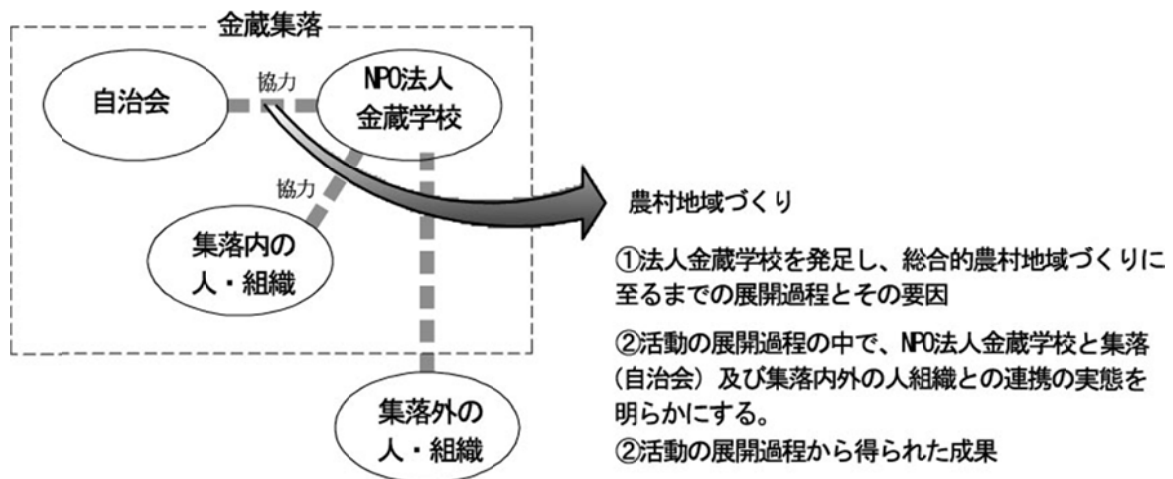 金蔵集落
自治会
協力
NPO法人
金蔵学校
協力
集落内の
人・組織
集落外の
人・組織
農村地域づくり
①法人金蔵学校を発足し、総合的農村地域づくりに
至るまでの展開過程とその要因
②活動の展開過程の中で、NPO法人金蔵学校と集落
(自治会）及び集落内外の人組織との連携の実態を
明らかにする。
②活動の展開過程から得られた成果